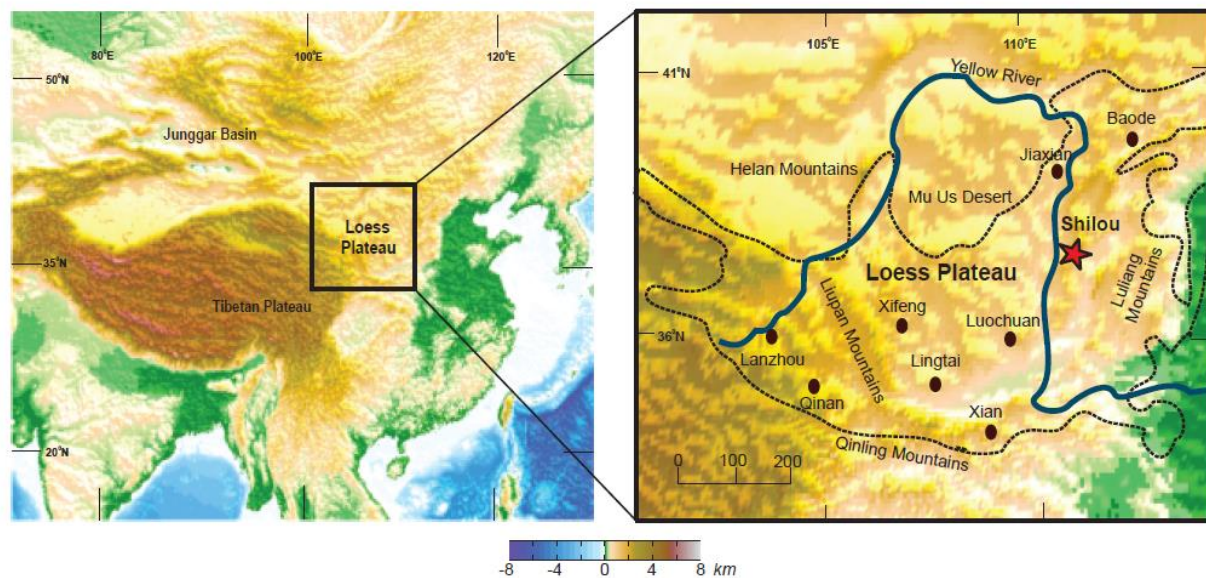 80°E
100°E
120°E
50°N
Junggar Basin
Loess
Plateau
35°N
Tibetan Plateau
20°N
105°E
110°E
41°N
Yellow River
Baode
Jiaxian
Helan Mountains
Mu Us Desert
Shilou
Loess Plateau
Luliang
Mountains
Liupan Mountains
Xifeng
Luochuan
36°N
Lanzhou
Lingtai
Qinan
Xian
Qinling Mountains
0 100 200
-8 -4 0 4 8 km